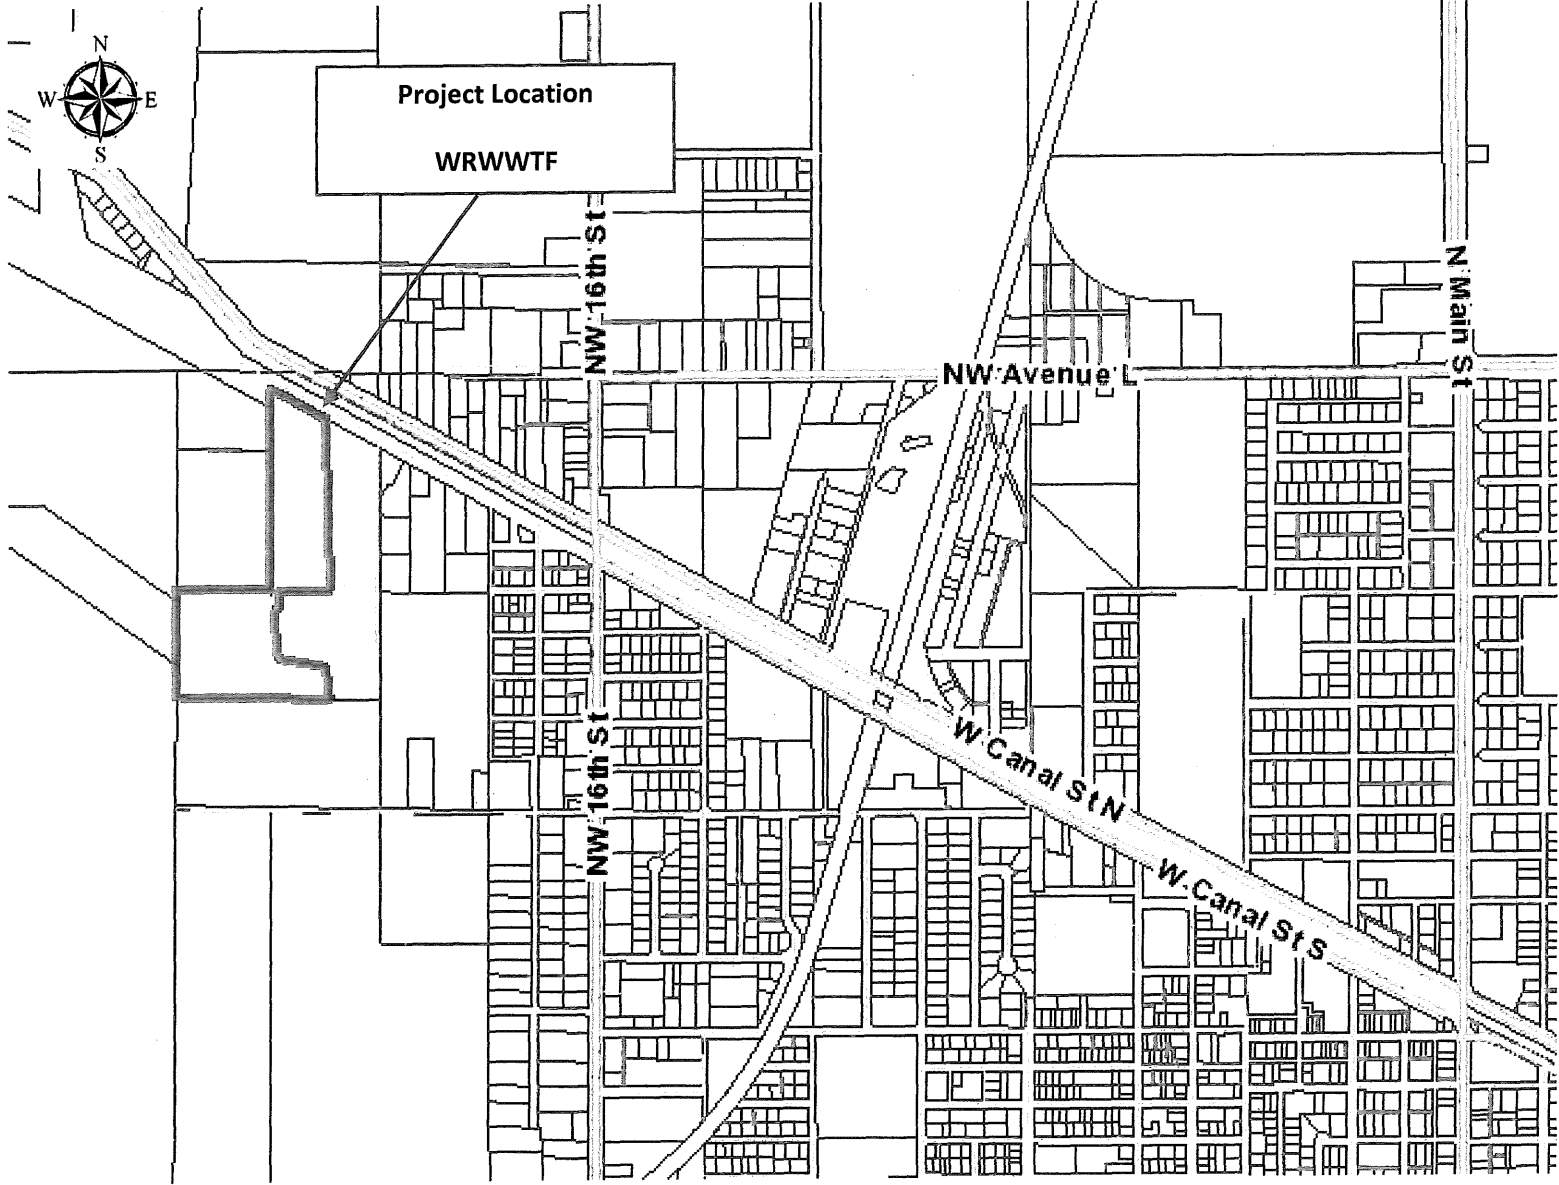 N
W E
S
Project Location
WRWWTF
NW 16th St
N Main St
NW Avenue L
NW 16th St
W Canal St N
W Canal St S